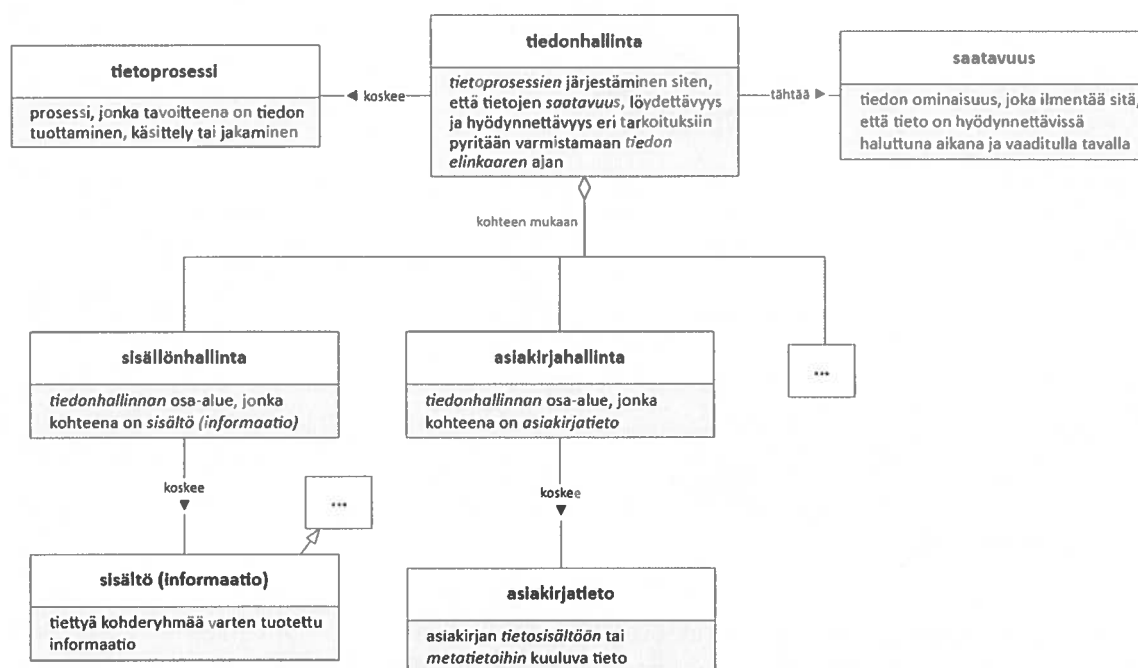 tiedonhallinta
tietoprosessien järjestäminen siten,
että tietojen saatavuus, löydettävyys
ja hyödynnettävyys eri tarkoituksiin
pyritään varmistamaan tiedon
elinkaaren ajan
tietoprosessi
prosessi, jonka tavoitteena on tiedon
tuottaminen, käsittely tai jakaminen
koskee
tähtää
saatavuus
tiedon ominaisuus, joka ilmentää sitä,
että tieto on hyödynnettävissä
haluttuna aikana ja vaaditulla tavalla
kohteen mukaan
sisällönhallinta
tiedonhallinnan osa-alue, jonka
kohteena on sisältö (informaatio)
asiakirjahallinta
tiedonhallinnan osa-alue, jonka
kohteena on asiakirjatieto
...
koskee
...
koskee
sisältö (informaatio)
tiettyä kohderyhmää varten tuotettu
informaatio
asiakirjatieto
asiakirjan tietosisältöön tai
metatietoihin kuuluva tieto